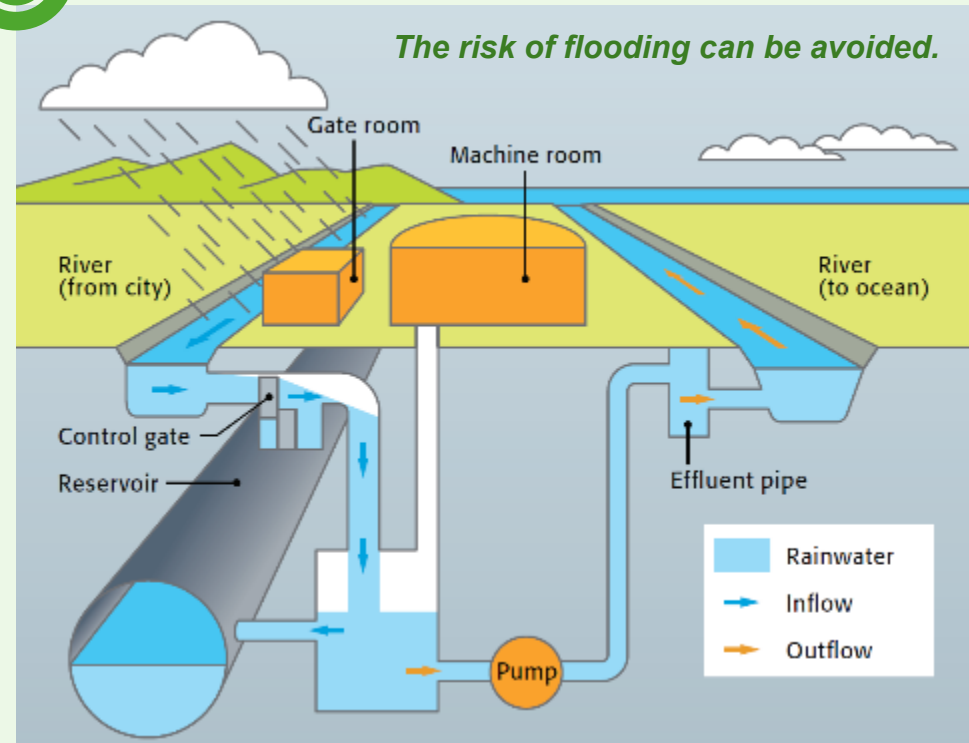 The risk of flooding can be avoided.
Gate room
Machine room
River
(from city)
River
(to ocean)
Control gate
Reservoir
Effluent pipe
Rainwater
Inflow
Outflow
Pump